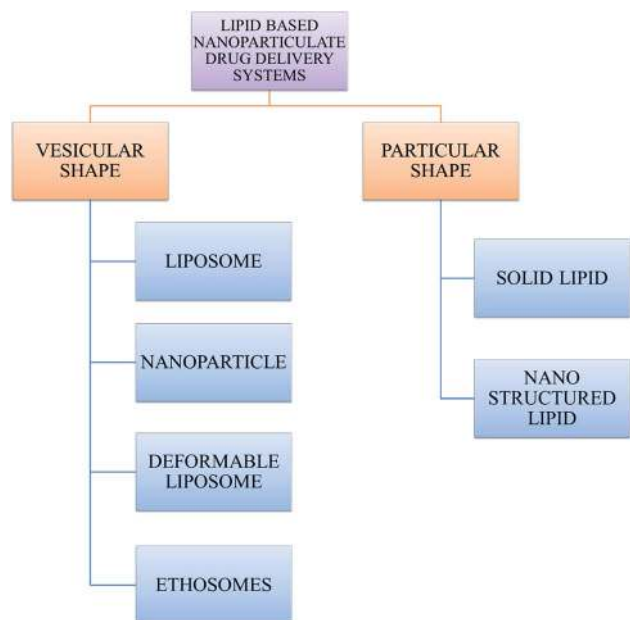 LIPID BASED
NANOPARTICULATE
DRUG DELIVERY
SYSTEMS
VESICULAR
SHAPE
PARTICULAR
SHAPE
LIPOSOME
NANOPARTICLE
DEFORMABLE
LIPOSOME
ETHOSOMES
SOLID LIPID
NANO
STRUCTURED
LIPID